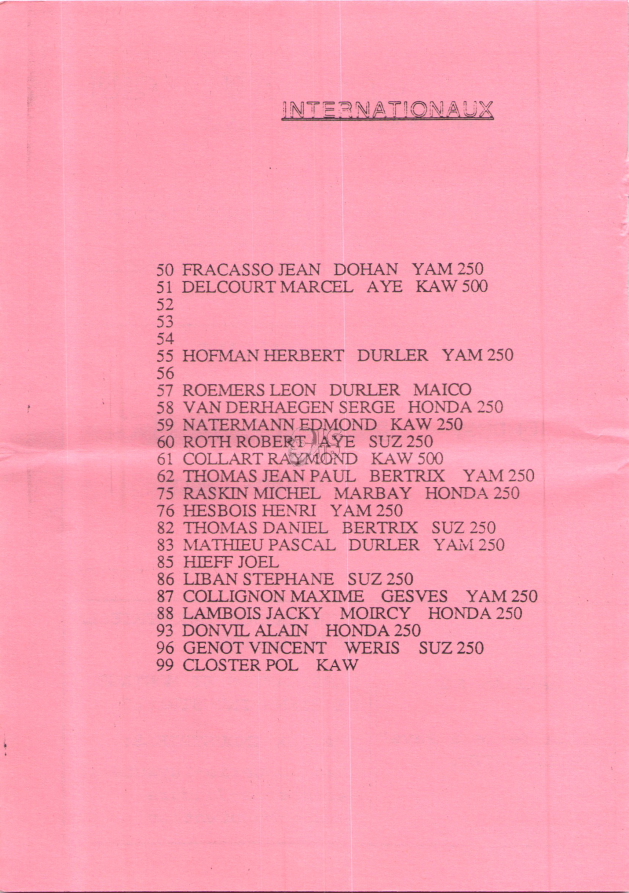 INTERNATIONAUX
50 FRACASSO JEAN DOHAN YAM 250
51 DELCOURT MARCEL AYE KAW 500
52
53
54
55 HOFMAN HERBERT DURLER YAM 250
56
57 ROEMERS LEON DURLER MAICO
58 VAN DERHAEGEN SERGE HONDA 250
59 NATERMANN EDMOND KAW 250
60 ROTH ROBERT AYE SUZ 250
61 COLLART RAYMOND KAW 500
62 THOMAS JEAN PAUL BERTRIX YAM 250
75 RASKIN MICHEL MARBAY HONDA 250
76 HESBOIS HENRI YAM 250
82 THOMAS DANIEL BERTRIX SUZ 250
83 MATHIEU PASCAL DURLER YAM 250
85 HIEFF JOEL
86 LIBAN STEPHANE SUZ 250
87 COLLIGNON MAXIME GESVES YAM 250
88 LAMBOIS JACKY MOIRCY HONDA 250
93 DONVIL ALAIN HONDA 250
96 GENOT VINCENT WERIS SUZ 250
99 CLOSTER POL KAW